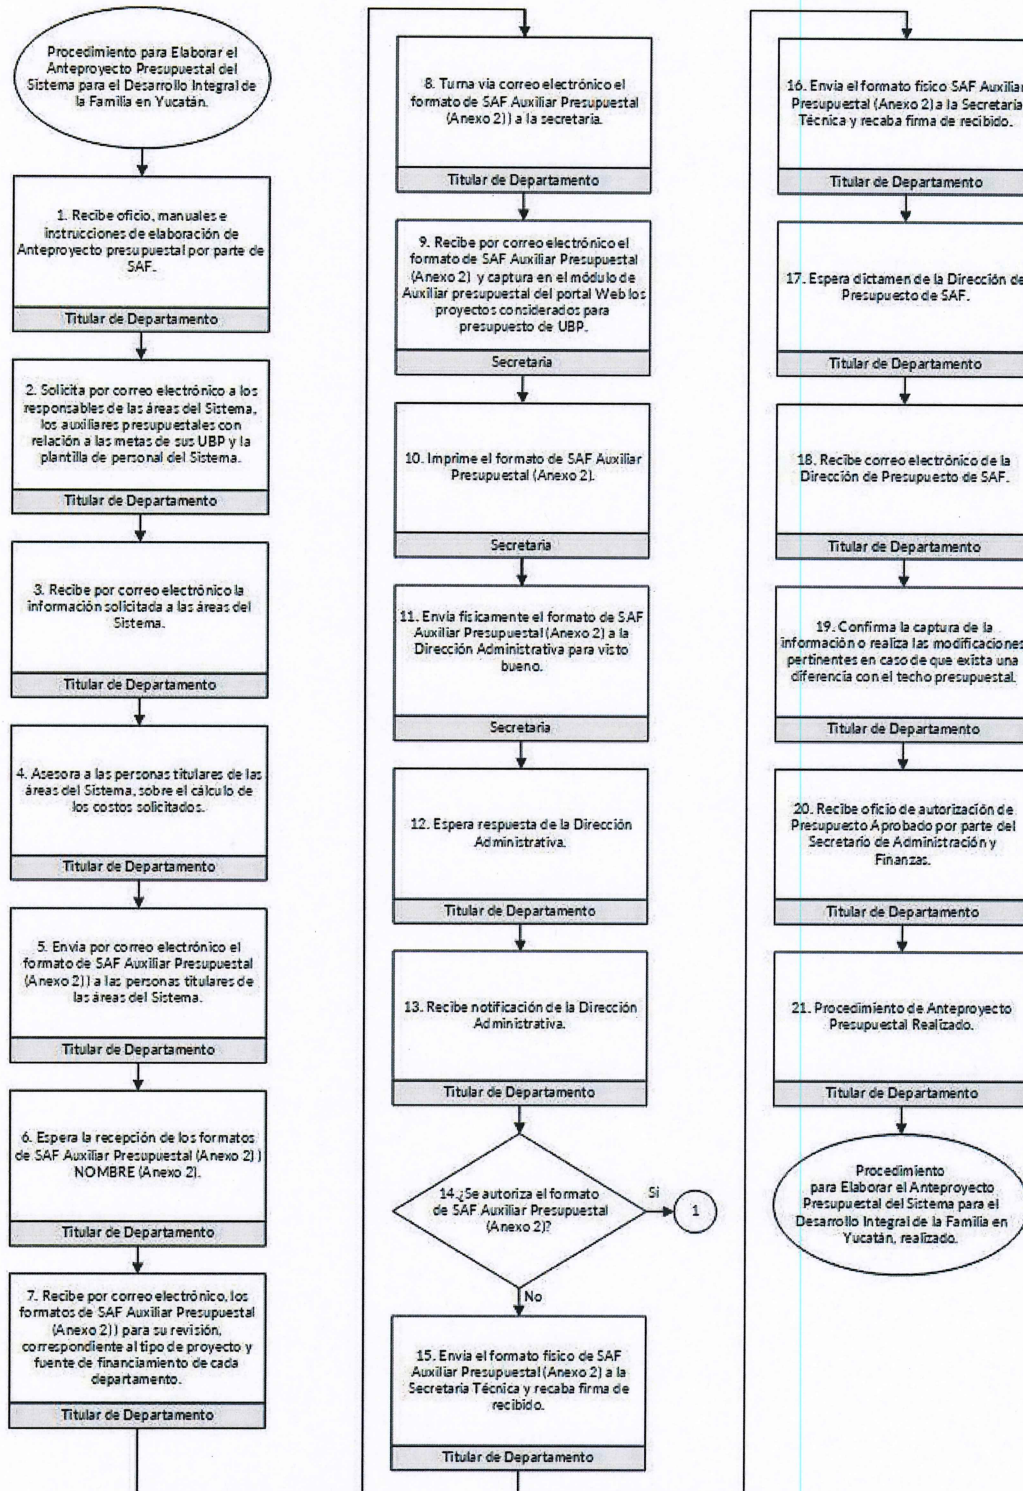 Procedimiento para Elaborar el
Anteproyecto Presupuestal del
Sistema para el Desarrollo Integral de
la Familia en Yucatán.
1. Recibe oficio, manuales e
instrucciones de elaboración de
Anteproyecto presupuestal por parte de
SAF.
Titular de Departamento
2. Solicita por correo electrónico a los
responsables de las áreas del Sistema,
los auxiliares presupuestales con
relación a las metas de sus UBP y la
plantilla de personal del Sistema.
Titular de Departamento
3. Recibe por correo electrónico la
información solicitada a las áreas del
Sistema.
Titular de Departamento
4. Asesora a las personas titulares de las
áreas del Sistema, sobre el cálculo de
los costos solicitados.
Titular de Departamento
5. Envía por correo electrónico el
formato de SAF Auxiliar Presupuestal
(Anexo 2)) a las personas titulares de
las áreas del Sistema.
Titular de Departamento
6. Espera la recepción de los formatos
de SAF Auxiliar Presupuestal (Anexo 2) )
NOMBRE (Anexo 2).
Titular de Departamento
7. Recibe por correo electrónico, los
formatos de SAF Auxiliar Presupuestal
(Anexo 2)) para su revisión,
correspondiente al tipo de proyecto y
fuente de financiamiento de cada
departamento.
Titular de Departamento
8. Turna vía correo electrónico el
formato de SAF Auxiliar Presupuestal
(Anexo 2)) a la secretaria.
Titular de Departamento
9. Recibe por correo electrónico el
formato de SAF Auxiliar Presupuestal
(Anexo 2) y captura en el módulo de
Auxiliar presupuestal del portal Web los
proyectos considerados para
presupuesto de UBP.
Secretaria
10. Imprime el formato de SAF Auxiliar
Presupuestal (Anexo 2).
Secretaria
11. Envía físicamente el formato de SAF
Auxiliar Presupuestal (Anexo 2) a la
Dirección Administrativa para visto
bueno.
Secretaria
12. Espera respuesta de la Dirección
Administrativa.
Titular de Departamento
13. Recibe notificación de la Dirección
Administrativa.
Titular de Departamento
14.¿Se autoriza el formato
de SAF Auxiliar Presupuestal
(Anexo 2)?
Si
1
No
15. Envía el formato físico de SAF
Auxiliar Presupuestal (Anexo 2) a la
Secretaría Técnica y recaba firma de
recibido.
Titular de Departamento
16. Envía el formato físico SAF Auxiliar
Presupuestal (Anexo 2) a la Secretaría
Técnica y recaba firma de recibido.
Titular de Departamento
17. Espera dictamen de la Dirección de
Presupuesto de SAF.
Titular de Departamento
18. Recibe correo electrónico de la
Dirección de Presupuesto de SAF.
Titular de Departamento
19. Confirma la captura de la
información o realiza las modificaciones
pertinentes en caso de que exista una
diferencia con el techo presupuestal.
Titular de Departamento
20. Recibe oficio de autorización de
Presupuesto Aprobado por parte del
Secretario de Administración y
Finanzas.
Titular de Departamento
21. Procedimiento de Anteproyecto
Presupuestal Realizado.
Titular de Departamento
Procedimiento
para Elaborar el Anteproyecto
Presupuestal del Sistema para el
Desarrollo Integral de la Familia en
Yucatán, realizado.